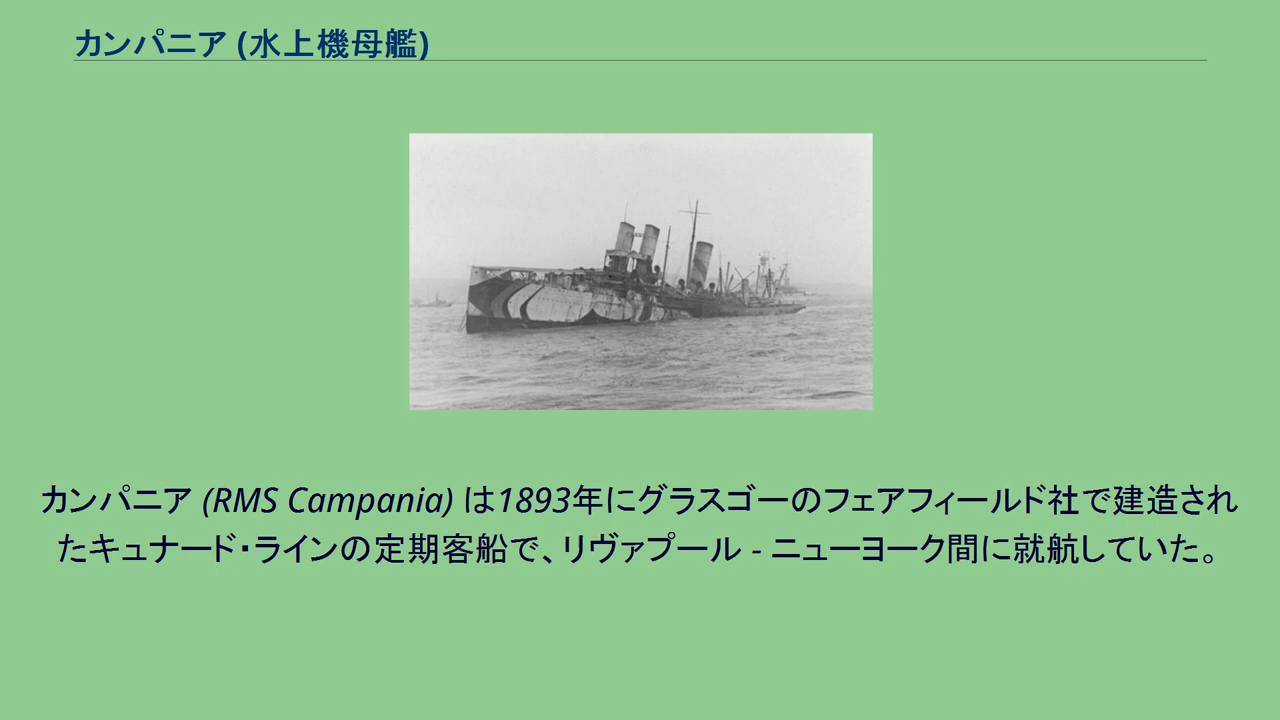 カンパニア (水上機母艦)
カンパニア (RMS Campania) は1893年にグラスゴーのフェアフィールド社で建造され
たキュナード・ラインの定期客船で、リヴァプール - ニューヨーク間に就航していた。